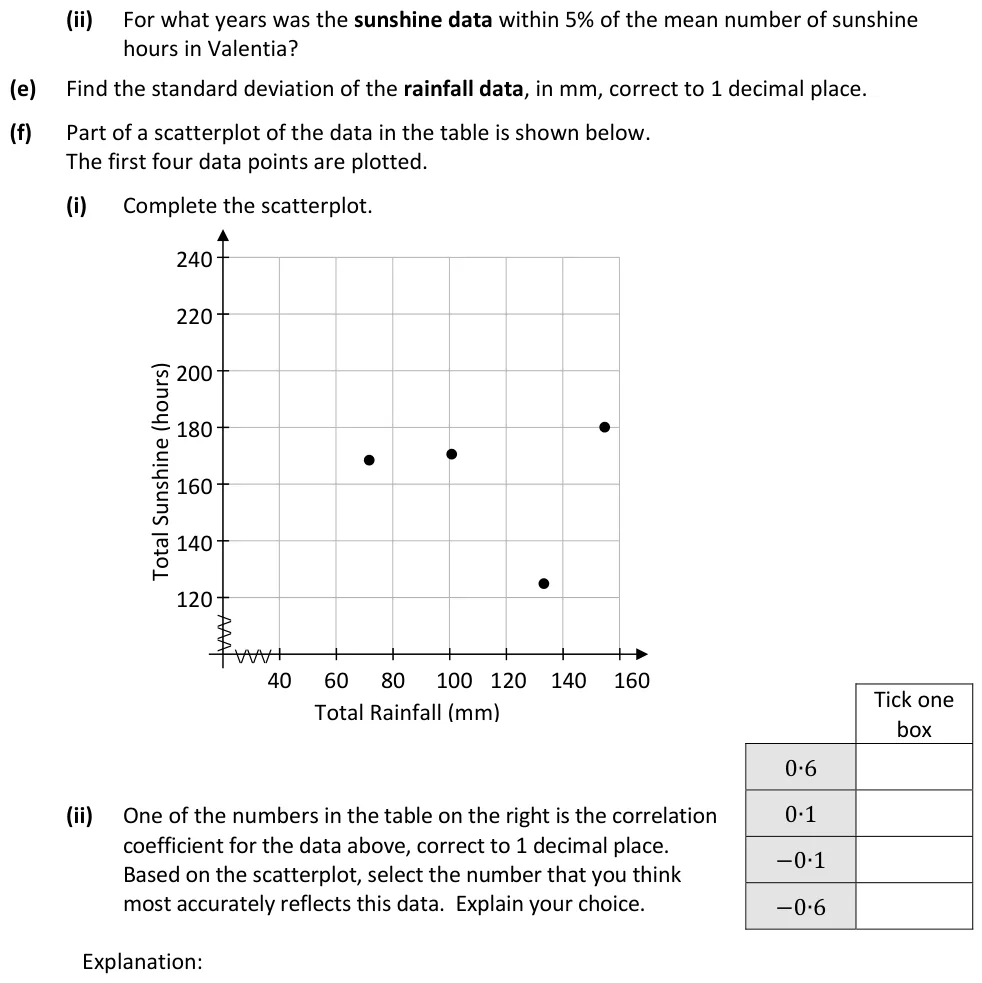 (ii) For what years was the sunshine data within 5% of the mean number of sunshine
hours in Valentia?
(e) Find the standard deviation of the rainfall data, in mm, correct to 1 decimal place.
(f) Part of a scatterplot of the data in the table is shown below.
The first four data points are plotted.
(i) Complete the scatterplot.
240
220
200
180
160
140
120
Total Sunshine (hours)
40 60 80 100 120 140 160
Total Rainfall (mm)
Tick one
box
0·6
0·1
−0·1
−0·6
(ii) One of the numbers in the table on the right is the correlation
coefficient for the data above, correct to 1 decimal place.
Based on the scatterplot, select the number that you think
most accurately reflects this data. Explain your choice.
Explanation: